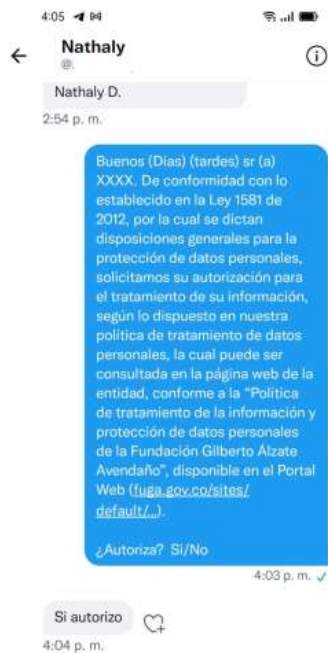 4:05
Nathaly
@.
Nathaly D.
2:54 p. m.
Buenos (Dias) (tardes) sr (a)
XXXX. De conformidad con lo
establecido en la Ley 1581 de
2012, por la cual se dictan
disposiciones generales para la
protección de datos personales,
solicitamos su autorización para
el tratamiento de su información,
según lo dispuesto en nuestra
política de tratamiento de datos
personales, la cual puede ser
consultada en la página web de la
entidad, conforme a la “Política
de tratamiento de la información y
protección de datos personales
de la Fundación Gilberto Álzate
Avendaño”, disponible en el Portal
Web (fuga.gov.co/sites/
default/...).
¿Autoriza? Si/No
4:03 p. m.
Si autorizo
4:04 p. m.